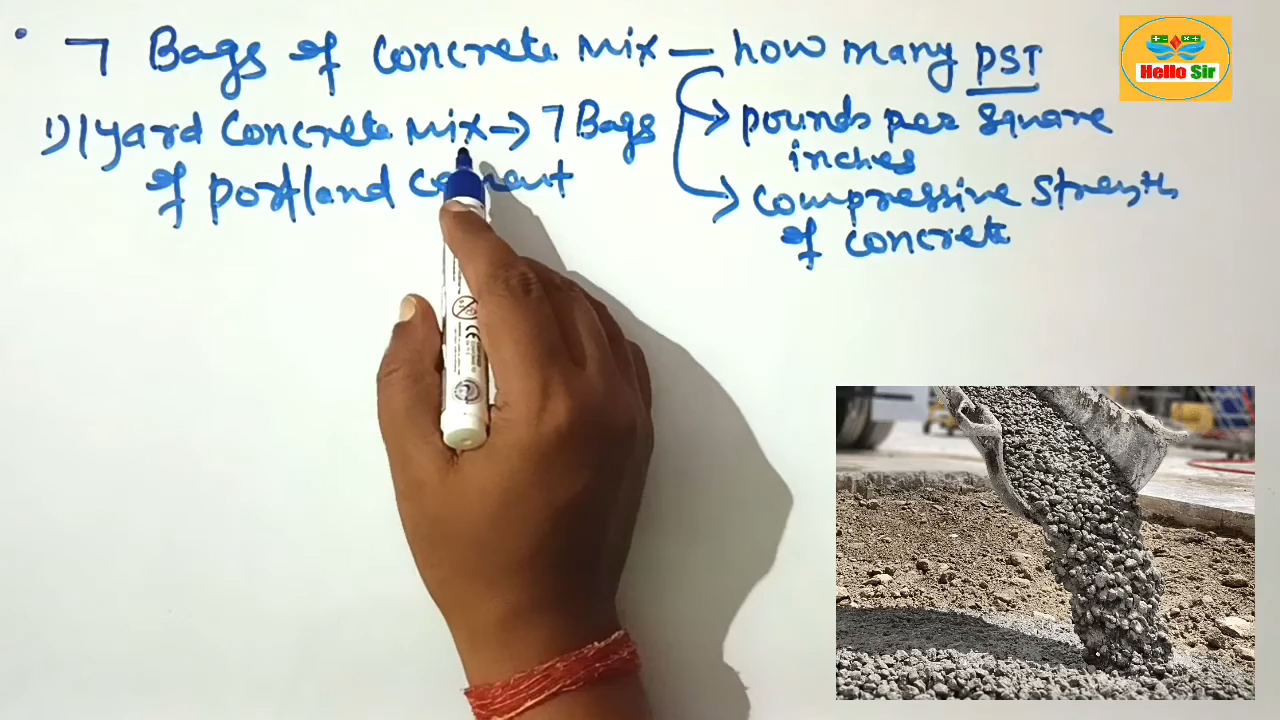 7 Bags of Concrete Mix — how many PSI
1) 1 yard Concrete Mix → 7 Bags
of portland cement
→ pounds per square
inches
→ compressive strength
of concrete
Hello Sir